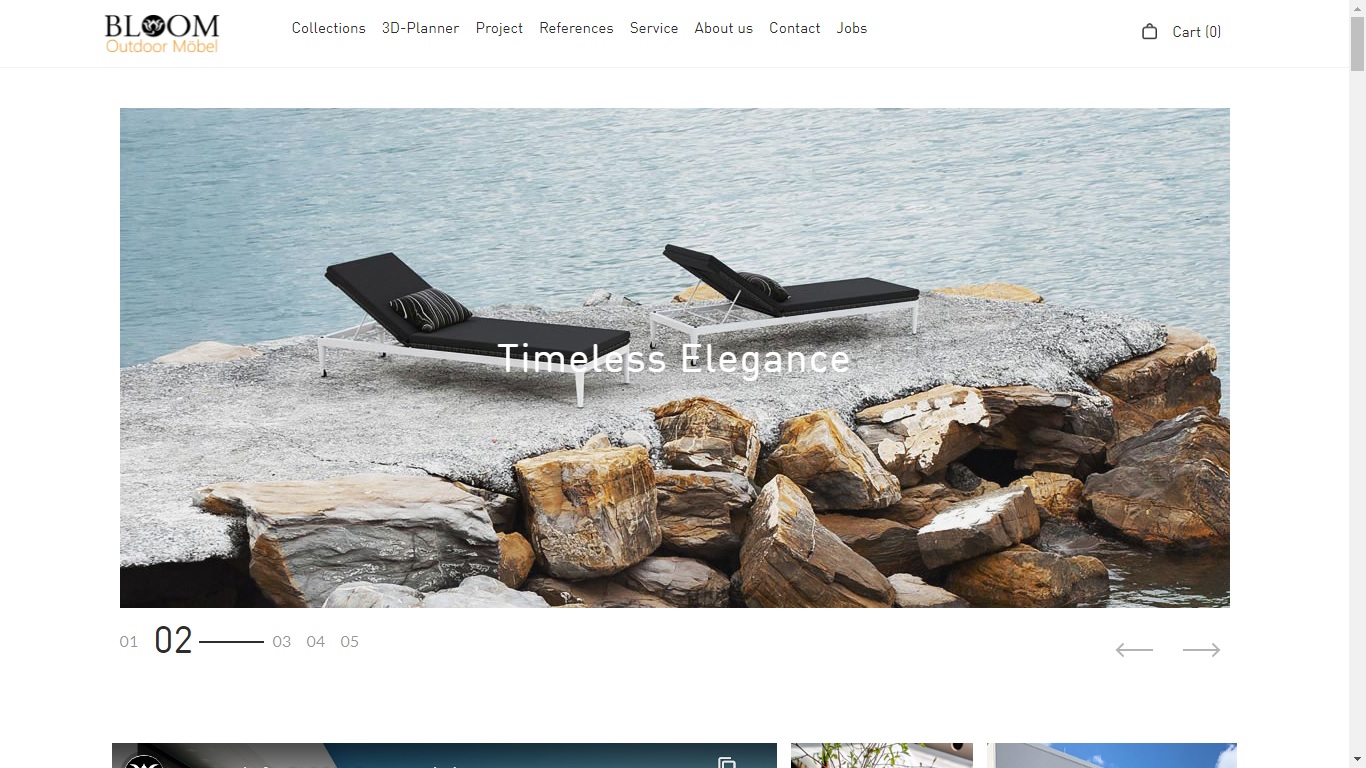 BLOOM
Outdoor Möbel
Collections 3D-Planner Project References Service About us Contact Jobs
Cart (0)
Timeless Elegance
01 02 03 04 05